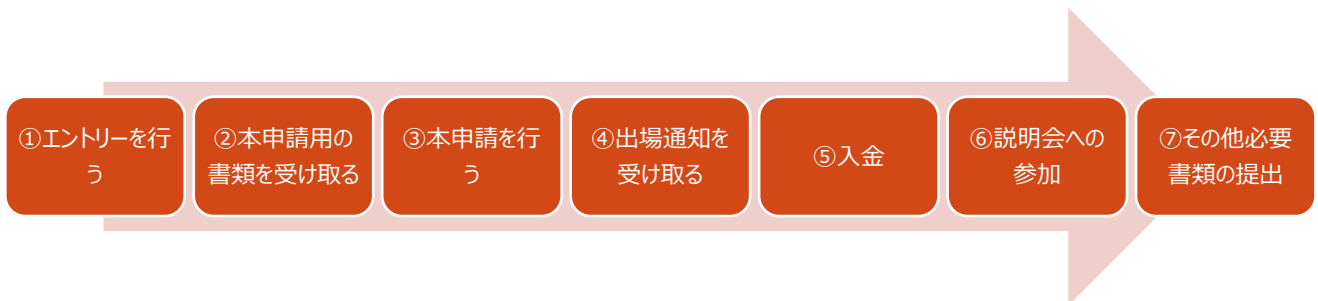 ①エントリーを行
う
②本申請用の
書類を受け取る
③本申請を行
う
④出場通知を
受け取る
⑤入金
⑥説明会への
参加
⑦その他必要
書類の提出